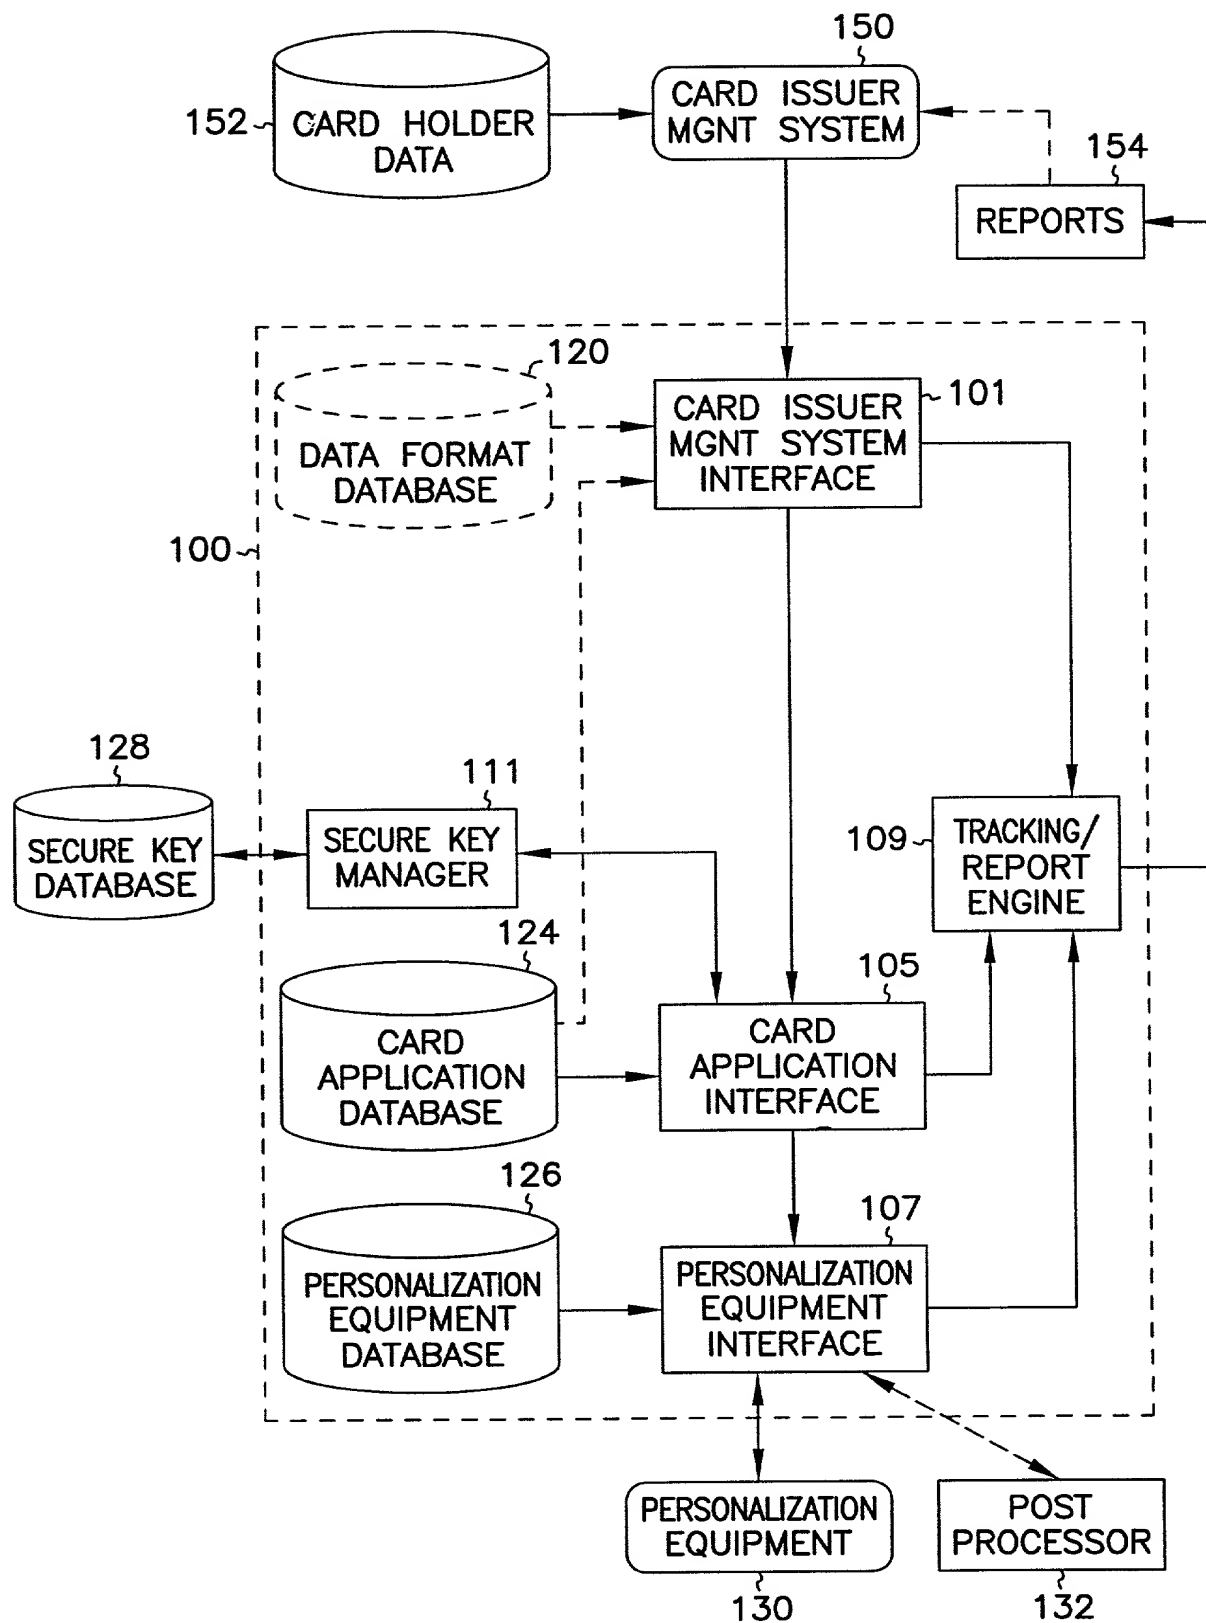 150
CARD ISSUER
MGNT SYSTEM
152
CARD HOLDER
DATA
154
REPORTS
120
DATA FORMAT
DATABASE
101
CARD ISSUER
MGNT SYSTEM
INTERFACE
100
128
SECURE KEY
DATABASE
111
SECURE KEY
MANAGER
109
TRACKING/
REPORT
ENGINE
124
CARD
APPLICATION
DATABASE
105
CARD
APPLICATION
INTERFACE
126
PERSONALIZATION
EQUIPMENT
DATABASE
107
PERSONALIZATION
EQUIPMENT
INTERFACE
PERSONALIZATION
EQUIPMENT
130
POST
PROCESSOR
132